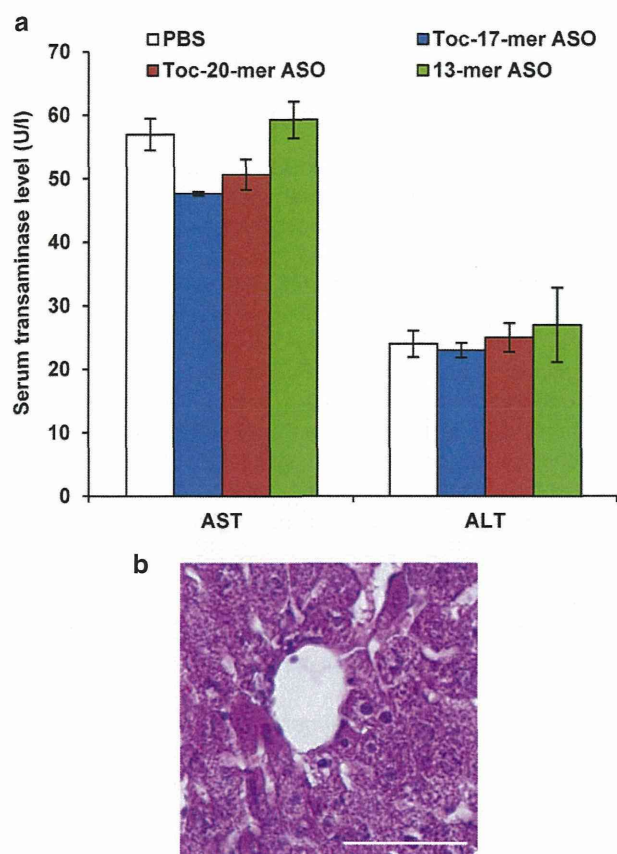 a
70
PBS
Toc-17-mer ASO
Toc-20-mer ASO
13-mer ASO
60
50
40
30
20
10
0
Serum transaminase level (U/l)
AST
ALT
b